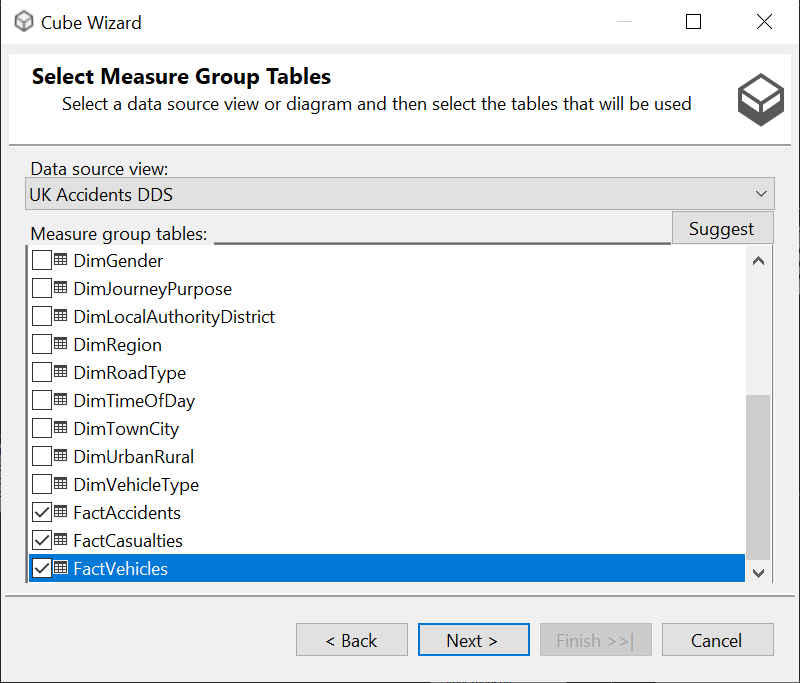 Cube Wizard
Select Measure Group Tables
Select a data source view or diagram and then select the tables that will be used
Data source view:
UK Accidents DDS
Measure group tables:
Suggest
DimGender
DimJourneyPurpose
DimLocalAuthorityDistrict
DimRegion
DimRoadType
DimTimeOfDay
DimTownCity
DimUrbanRural
DimVehicleType
FactAccidents
FactCasualties
FactVehicles
< Back
Next >
Finish >>|
Cancel